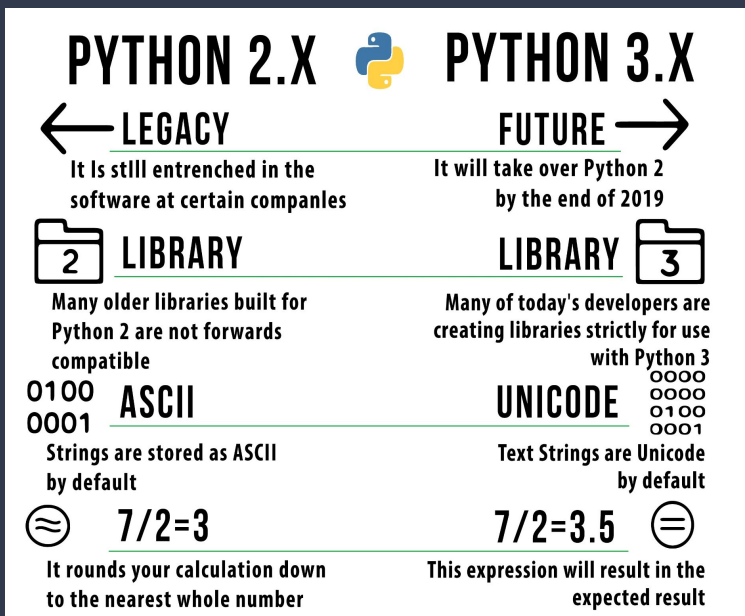 PYTHON 2.X
PYTHON 3.X
LEGACY
It Is stIll entrenched in the
software at certain companIes
FUTURE
It will take over Python 2
by the end of 2019
2
LIBRARY
Many older libraries built for
Python 2 are not forwards
compatible
LIBRARY
3
Many of today's developers are
creating libraries strictly for use
with Python 3
0100
0001
ASCII
Strings are stored as ASCII
by default
UNICODE
0000
0000
0100
0001
Text Strings are Unicode
by default
≈
7/2=3
It rounds your calculation down
to the nearest whole number
7/2=3.5
=
This expression will result in the
expected result